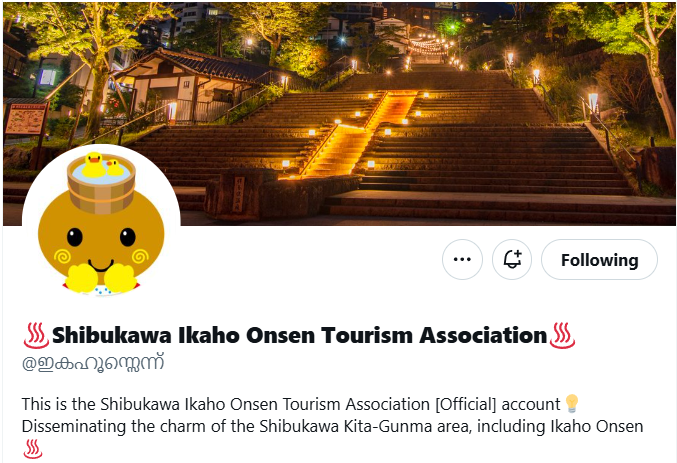 Following
♨Shibukawa Ikaho Onsen Tourism Association♨
@ഇകഹൂന്സെന്ന്
This is the Shibukawa Ikaho Onsen Tourism Association [Official] account💡
Disseminating the charm of the Shibukawa Kita-Gunma area, including Ikaho Onsen
♨